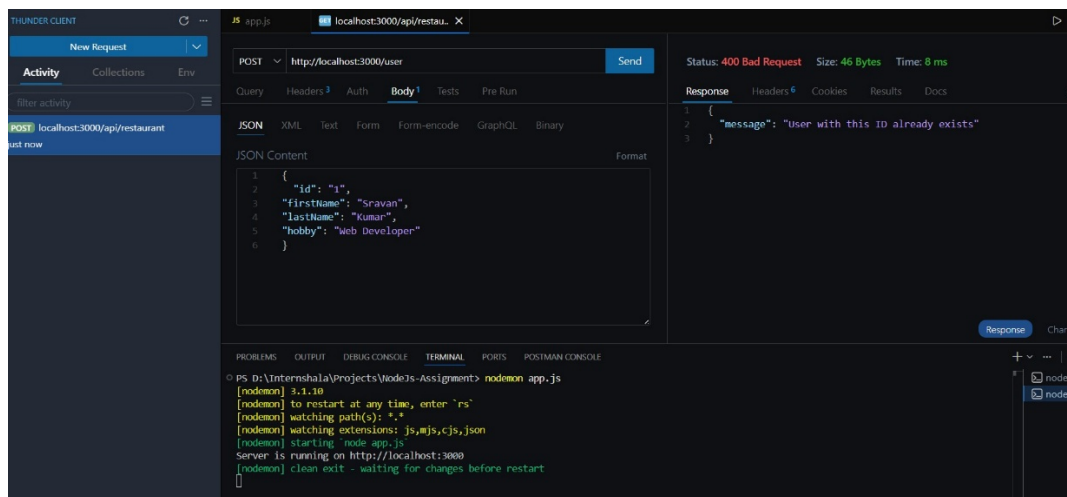 THUNDER CLIENT
New Request
Activity Collections Env
filter activity
POST localhost:3000/api/restaurant
just now
JS app.js
GET localhost:3000/api/restau.. X
POST http://localhost:3000/user Send
Query Headers 3 Auth Body 1 Tests Pre Run
JSON XML Text Form Form-encode GraphQL Binary
JSON Content Format
1 {
2 "id": "1",
3 "firstName": "Sravan",
4 "lastName": "Kumar",
5 "hobby": "Web Developer"
6 }
Status: 400 Bad Request Size: 46 Bytes Time: 8 ms
Response Headers 6 Cookies Results Docs
1 {
2 "message": "User with this ID already exists"
3 }
Response Char
PROBLEMS OUTPUT DEBUG CONSOLE TERMINAL PORTS POSTMAN CONSOLE
PS D:\Internshala\Projects\NodeJs-Assignment> nodemon app.js
[nodemon] 3.1.10
[nodemon] to restart at any time, enter `rs`
[nodemon] watching path(s): *.*
[nodemon] watching extensions: js,mjs,cjs,json
[nodemon] starting `node app.js`
Server is running on http://localhost:3000
[nodemon] clean exit - waiting for changes before restart
node
node